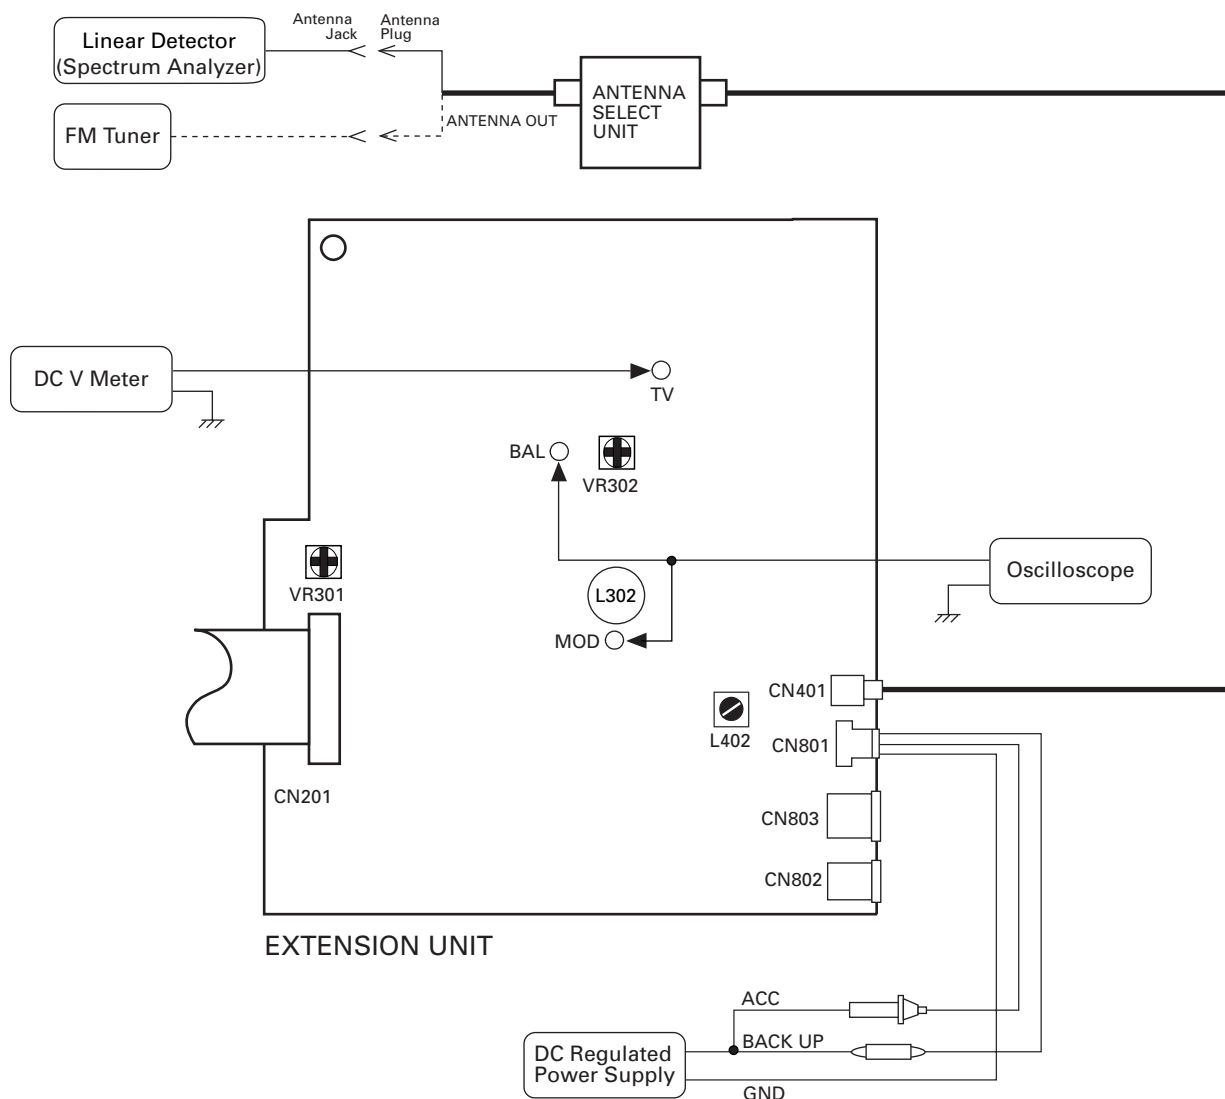 Antenna
Jack
Antenna
Plug
Linear Detector
(Spectrum Analyzer)
ANTENNA
SELECT
UNIT
ANTENNA OUT
FM Tuner
DC V Meter
TV
BAL
VR302
VR301
L302
Oscilloscope
MOD
CN401
L402
CN801
CN201
CN803
CN802
EXTENSION UNIT
ACC
BACK UP
DC Regulated
Power Supply
GND